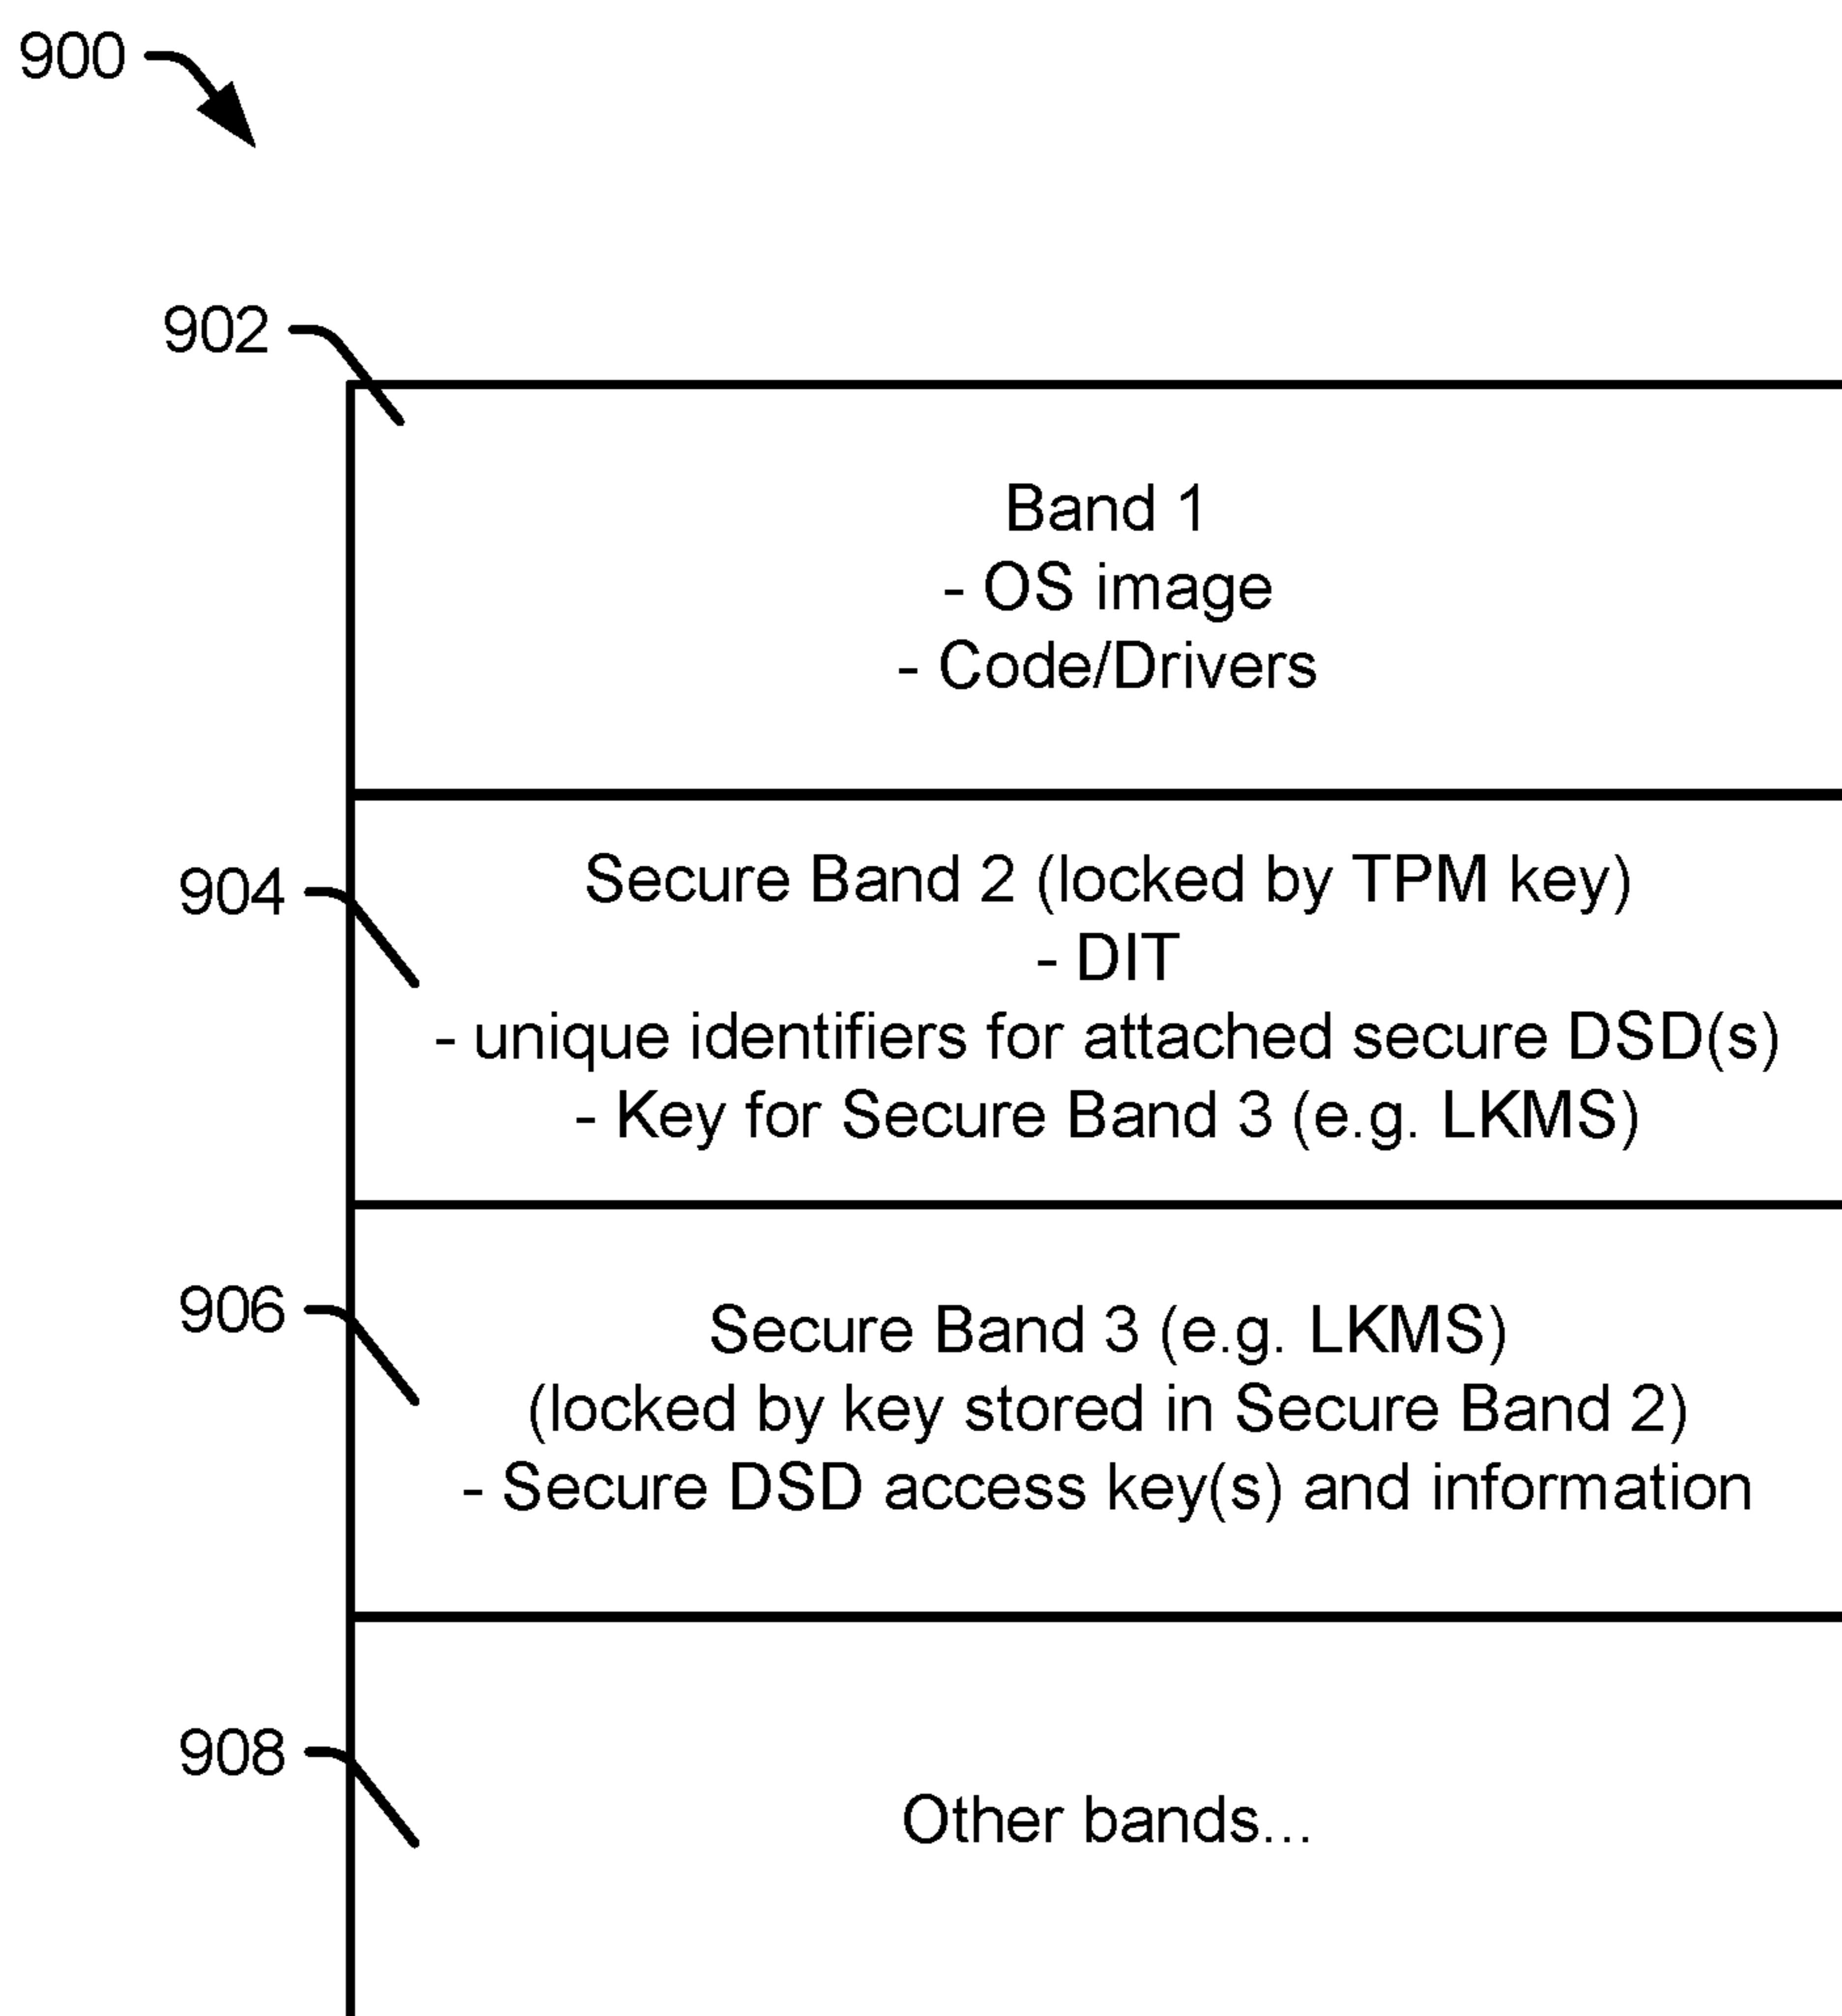 900
902
Band 1
- OS image
- Code/Drivers
904
Secure Band 2 (locked by TPM key)
- DIT
- unique identifiers for attached secure DSD(s)
- Key for Secure Band 3 (e.g. LKMS)
906
Secure Band 3 (e.g. LKMS)
(locked by key stored in Secure Band 2)
- Secure DSD access key(s) and information
908
Other bands...